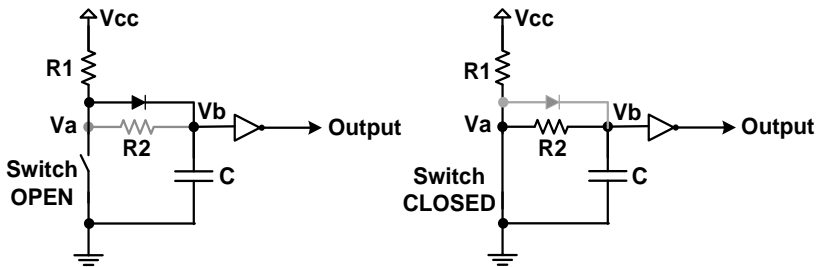 Vcc
R1
Va
Vb
Output
R2
Switch
OPEN
C
Vcc
R1
Va
Vb
Output
R2
Switch
CLOSED
C